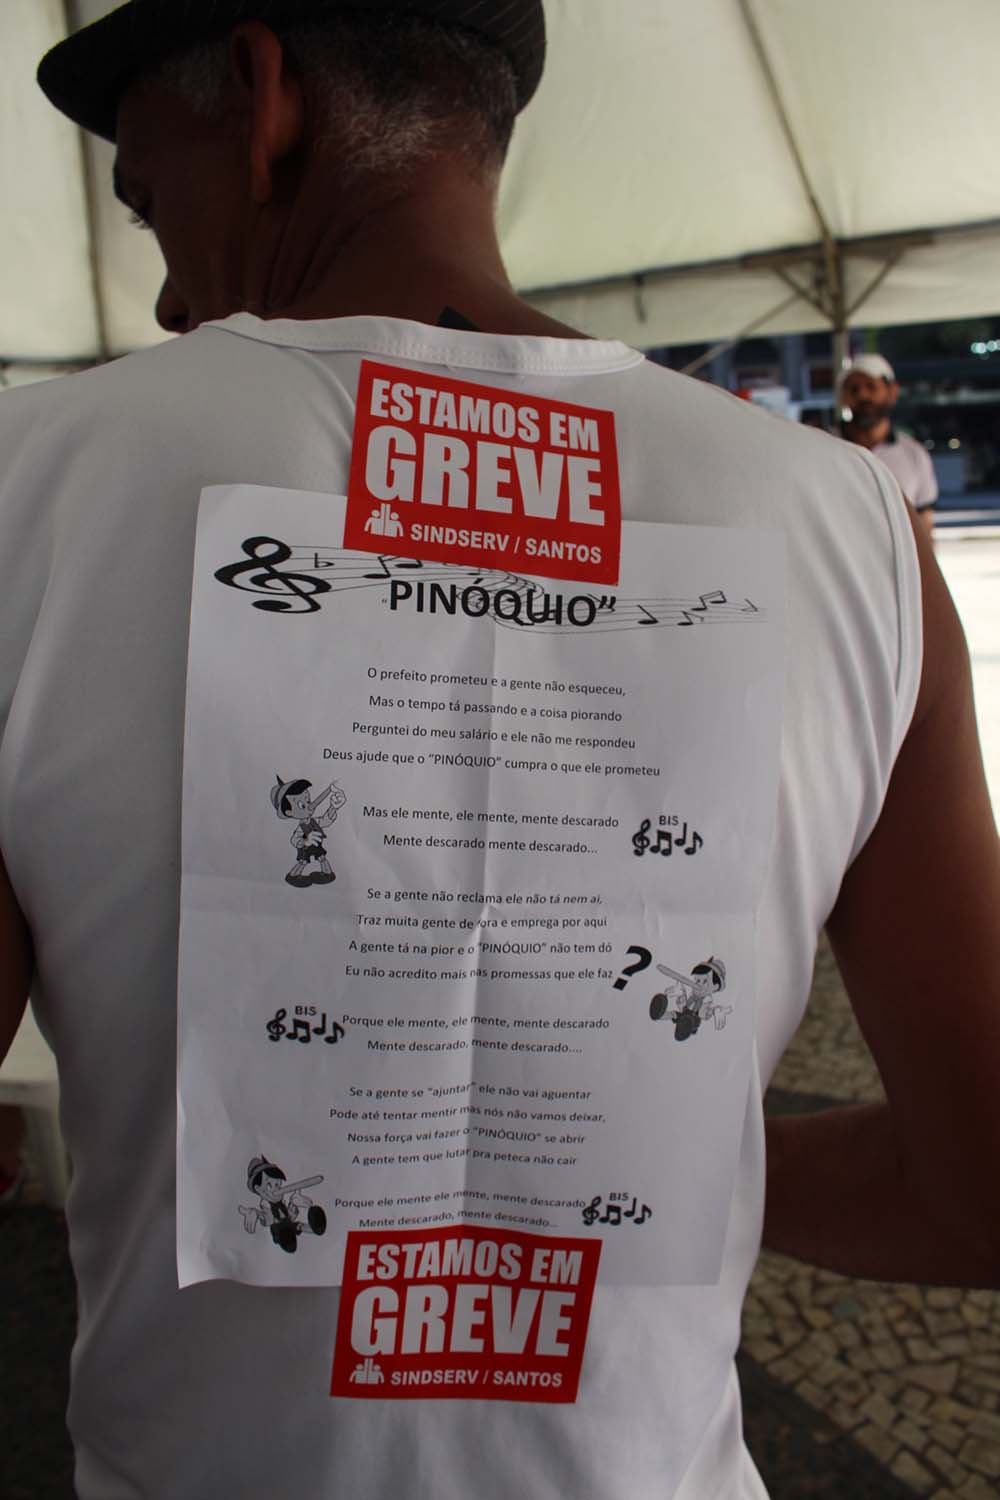 ESTAMOS EM
GREVE
SINDSERV / SANTOS
"PINÓQUIO"
O prefeito prometeu e a gente não esqueceu,
Mas o tempo tá passando e a coisa piorando
Perguntei do meu salário e ele não me respondeu
Deus ajude que o "PINÓQUIO" cumpra o que ele prometeu
Mas ele mente, ele mente, mente descarado
BIS
Mente descarado mente descarado...
Se a gente não reclama ele não tá nem ai,
Traz muita gente de fora e emprega por aqui
A gente tá na pior e o "PINÓQUIO" não tem dó
Eu não acredito mais nas promessas que ele faz
?
BIS
Porque ele mente, ele mente, mente descarado
Mente descarado, mente descarado....
Se a gente se "ajuntar" ele não vai aguentar
Pode até tentar mentir mas nós não vamos deixar,
Nossa força vai fazer o "PINÓQUIO" se abrir
A gente tem que lutar pra peteca não cair
Porque ele mente ele mente, mente descarado
BIS
Mente descarado, mente descarado...
ESTAMOS EM
GREVE
SINDSERV / SANTOS